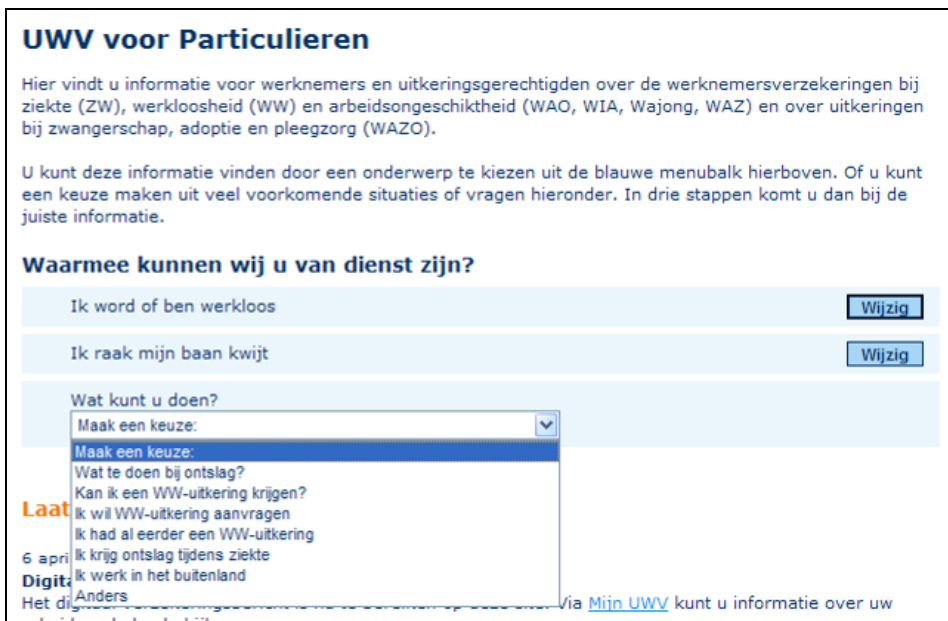 UWV voor Particulieren
Hier vindt u informatie voor werknemers en uitkeringsgerechtigden over de werknemersverzekeringen bij
ziekte (ZW), werkloosheid (WW) en arbeidsongeschiktheid (WAO, WIA, Wajong, WAZ) en over uitkeringen
bij zwangerschap, adoptie en pleegzorg (WAZO).
U kunt deze informatie vinden door een onderwerp te kiezen uit de blauwe menubalk hierboven. Of u kunt
een keuze maken uit veel voorkomende situaties of vragen hieronder. In drie stappen komt u dan bij de
juiste informatie.
Waarmee kunnen wij u van dienst zijn?
Ik word of ben werkloos Wijzig
Ik raak mijn baan kwijt Wijzig
Wat kunt u doen?
Maak een keuze:
Maak een keuze:
Wat te doen bij ontslag?
Kan ik een WW-uitkering krijgen?
Ik wil WW-uitkering aanvragen
Ik had al eerder een WW-uitkering
Ik krijg ontslag tijdens ziekte
Ik werk in het buitenland
Anders
Laat
6 apri
Digita
Het Via Mijn UWV kunt u informatie over uw